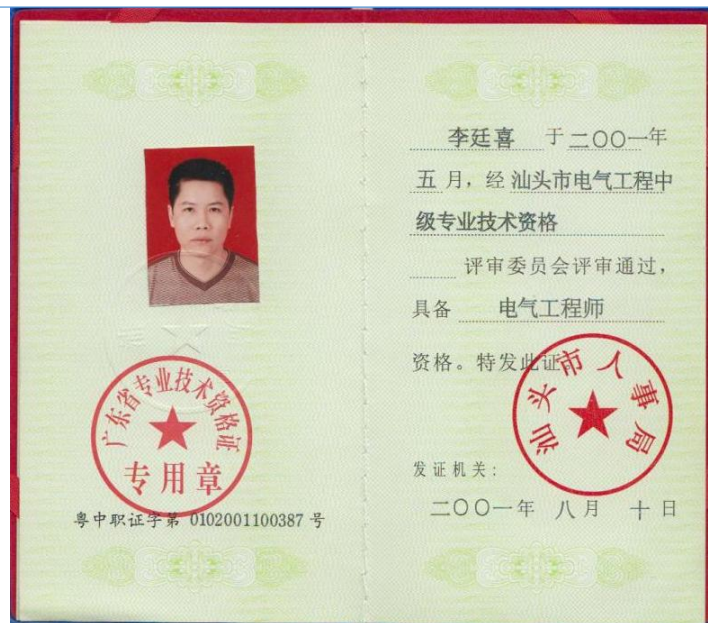 广东省专业技术资格证
专用章
粤中职证字第 0102001100387 号
李廷喜 于 二〇〇一年
五 月，经 汕头市电气工程中
级专业技术资格
评审委员会评审通过，
具备 电气工程师
资格。特发此证。
汕头市人事局
发证机关：
二〇〇一年 八月 十日